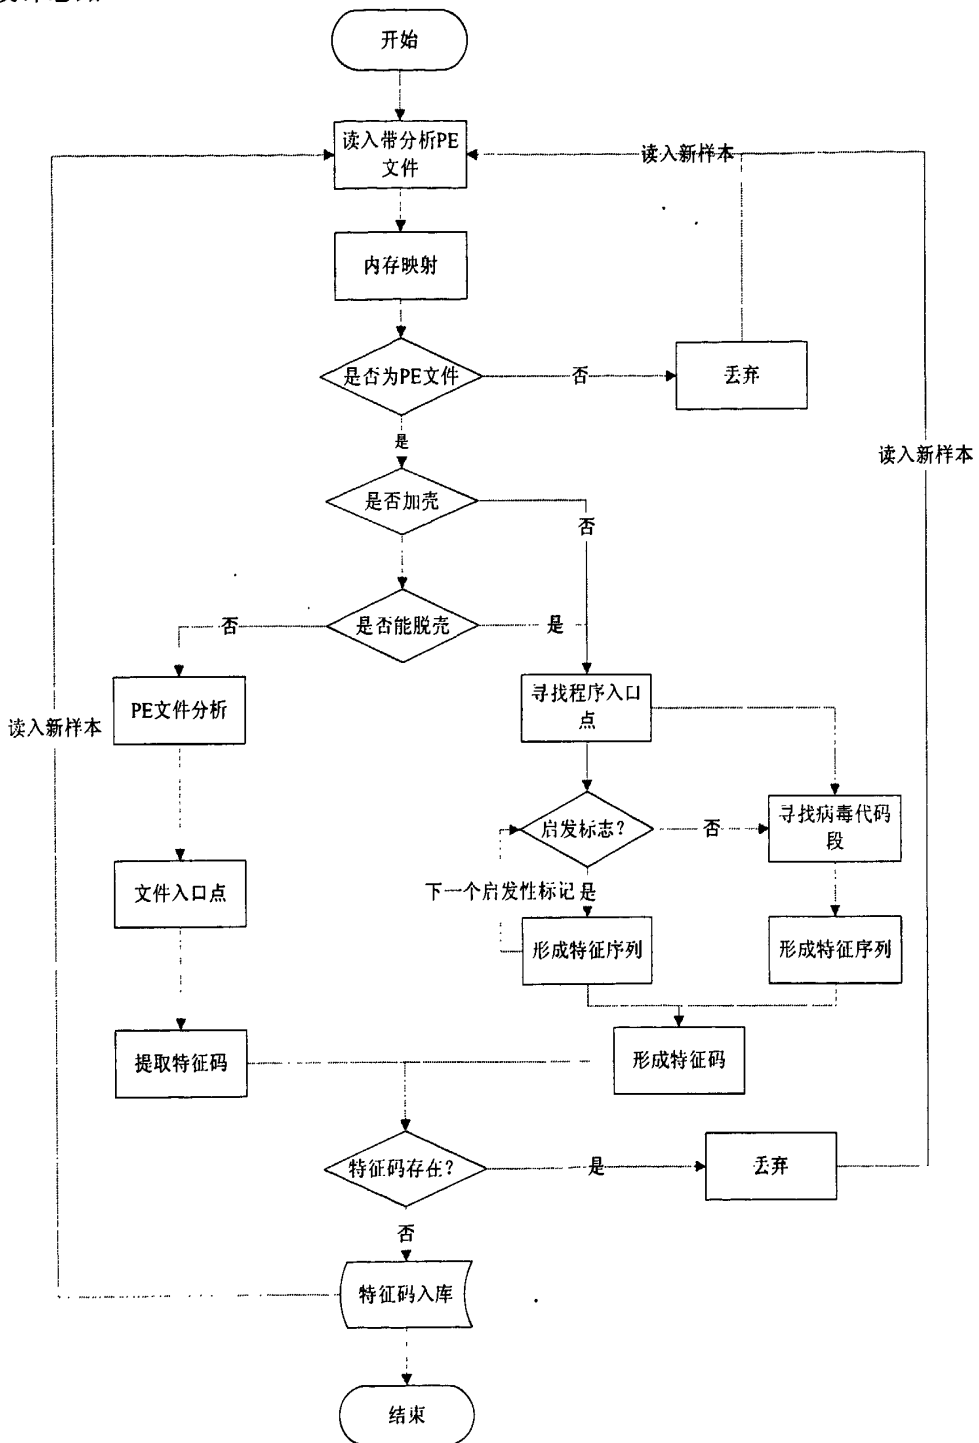 开始
读入带分析PE
文件
读入新样本
内存映射
是否为PE文件
否
丢弃
是
读入新样本
是否加壳
否
是否能脱壳
否
是
PE文件分析
寻找程序入口
点
读入新样本
启发标志？
否
寻找病毒代码
段
下一个启发性标记
是
文件入口点
形成特征序列
形成特征序列
提取特征码
形成特征码
特征码存在？
是
丢弃
否
特征码入库
结束